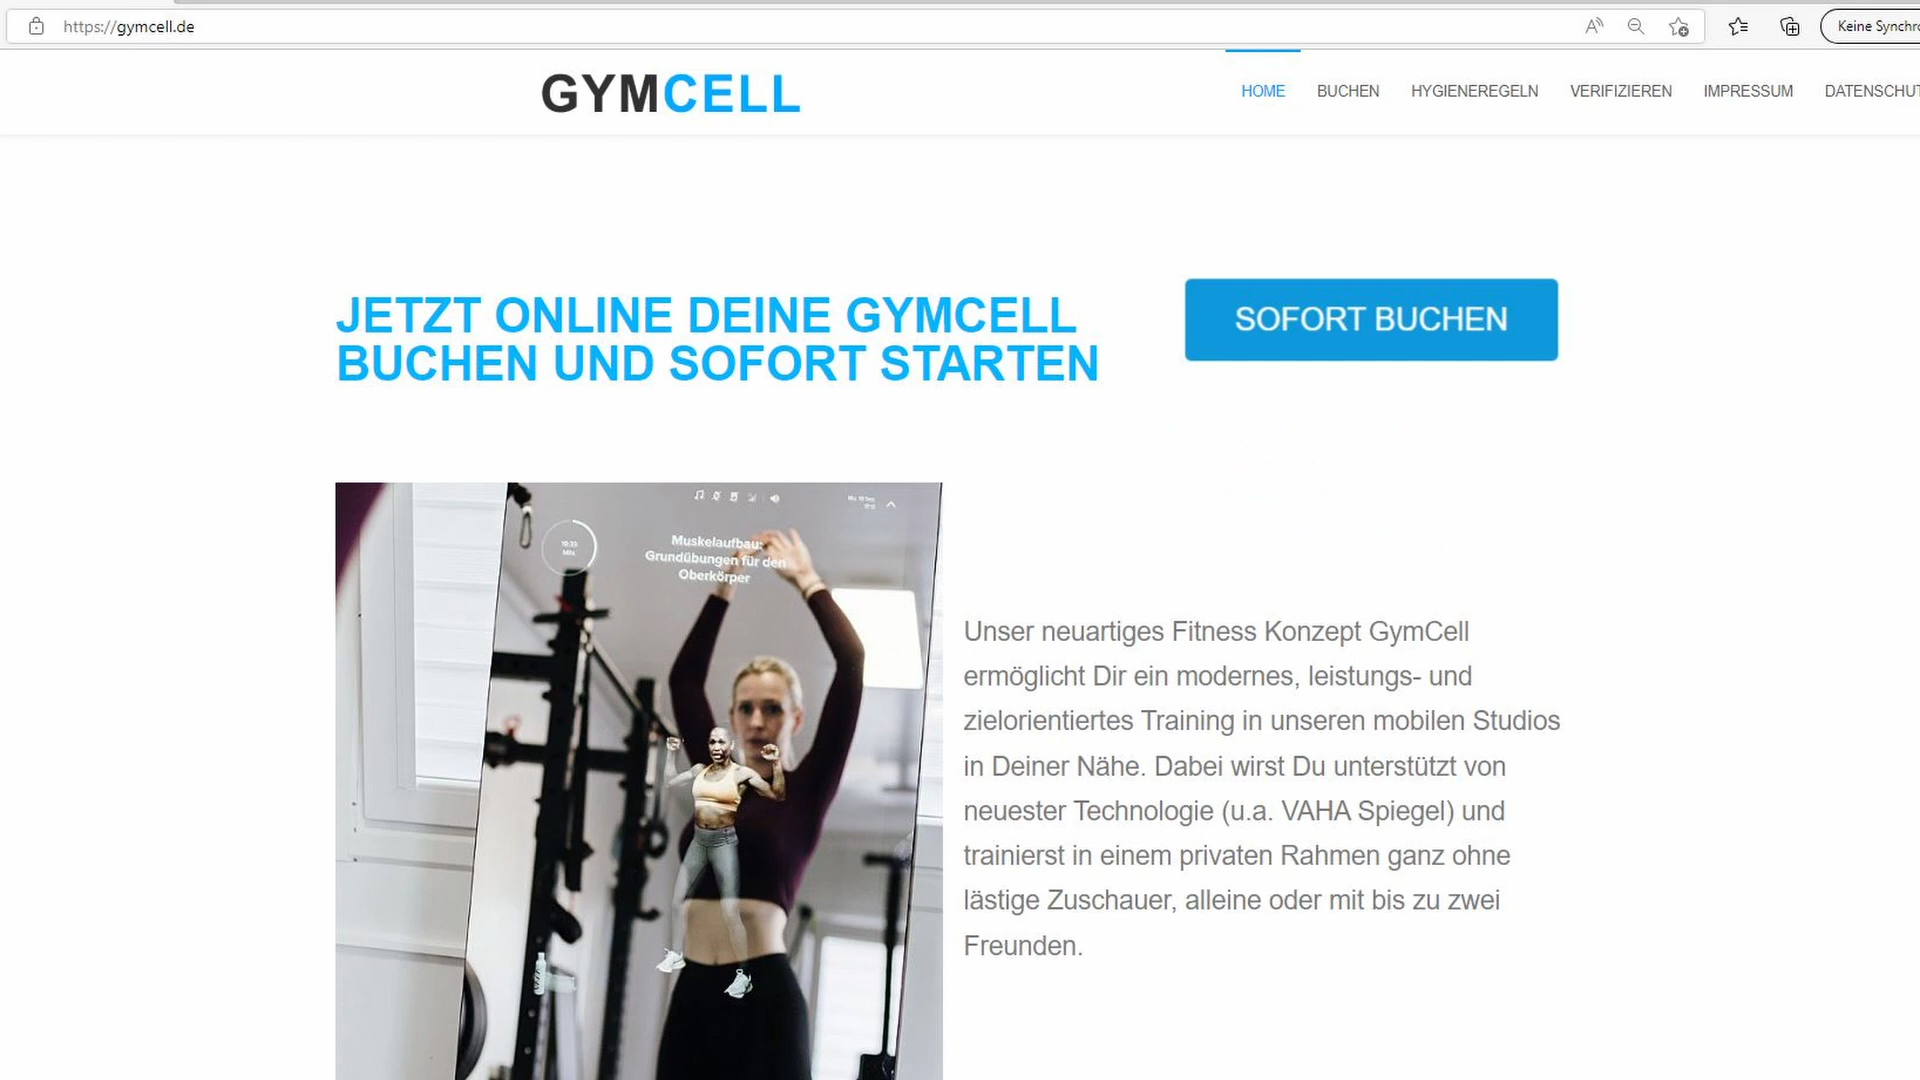 https://gymcell.de
Keine Synchro
GYMCELL
HOME BUCHEN HYGIENEREGELN VERIFIZIEREN IMPRESSUM DATENSCHUT
JETZT ONLINE DEINE GYMCELL
BUCHEN UND SOFORT STARTEN
SOFORT BUCHEN
Muskelaufbau:
Grundübungen für den
Oberkörper
Unser neuartiges Fitness Konzept GymCell
ermöglicht Dir ein modernes, leistungs- und
zielorientiertes Training in unseren mobilen Studios
in Deiner Nähe. Dabei wirst Du unterstützt von
neuester Technologie (u.a. VAHA Spiegel) und
trainierst in einem privaten Rahmen ganz ohne
lästige Zuschauer, alleine oder mit bis zu zwei
Freunden.